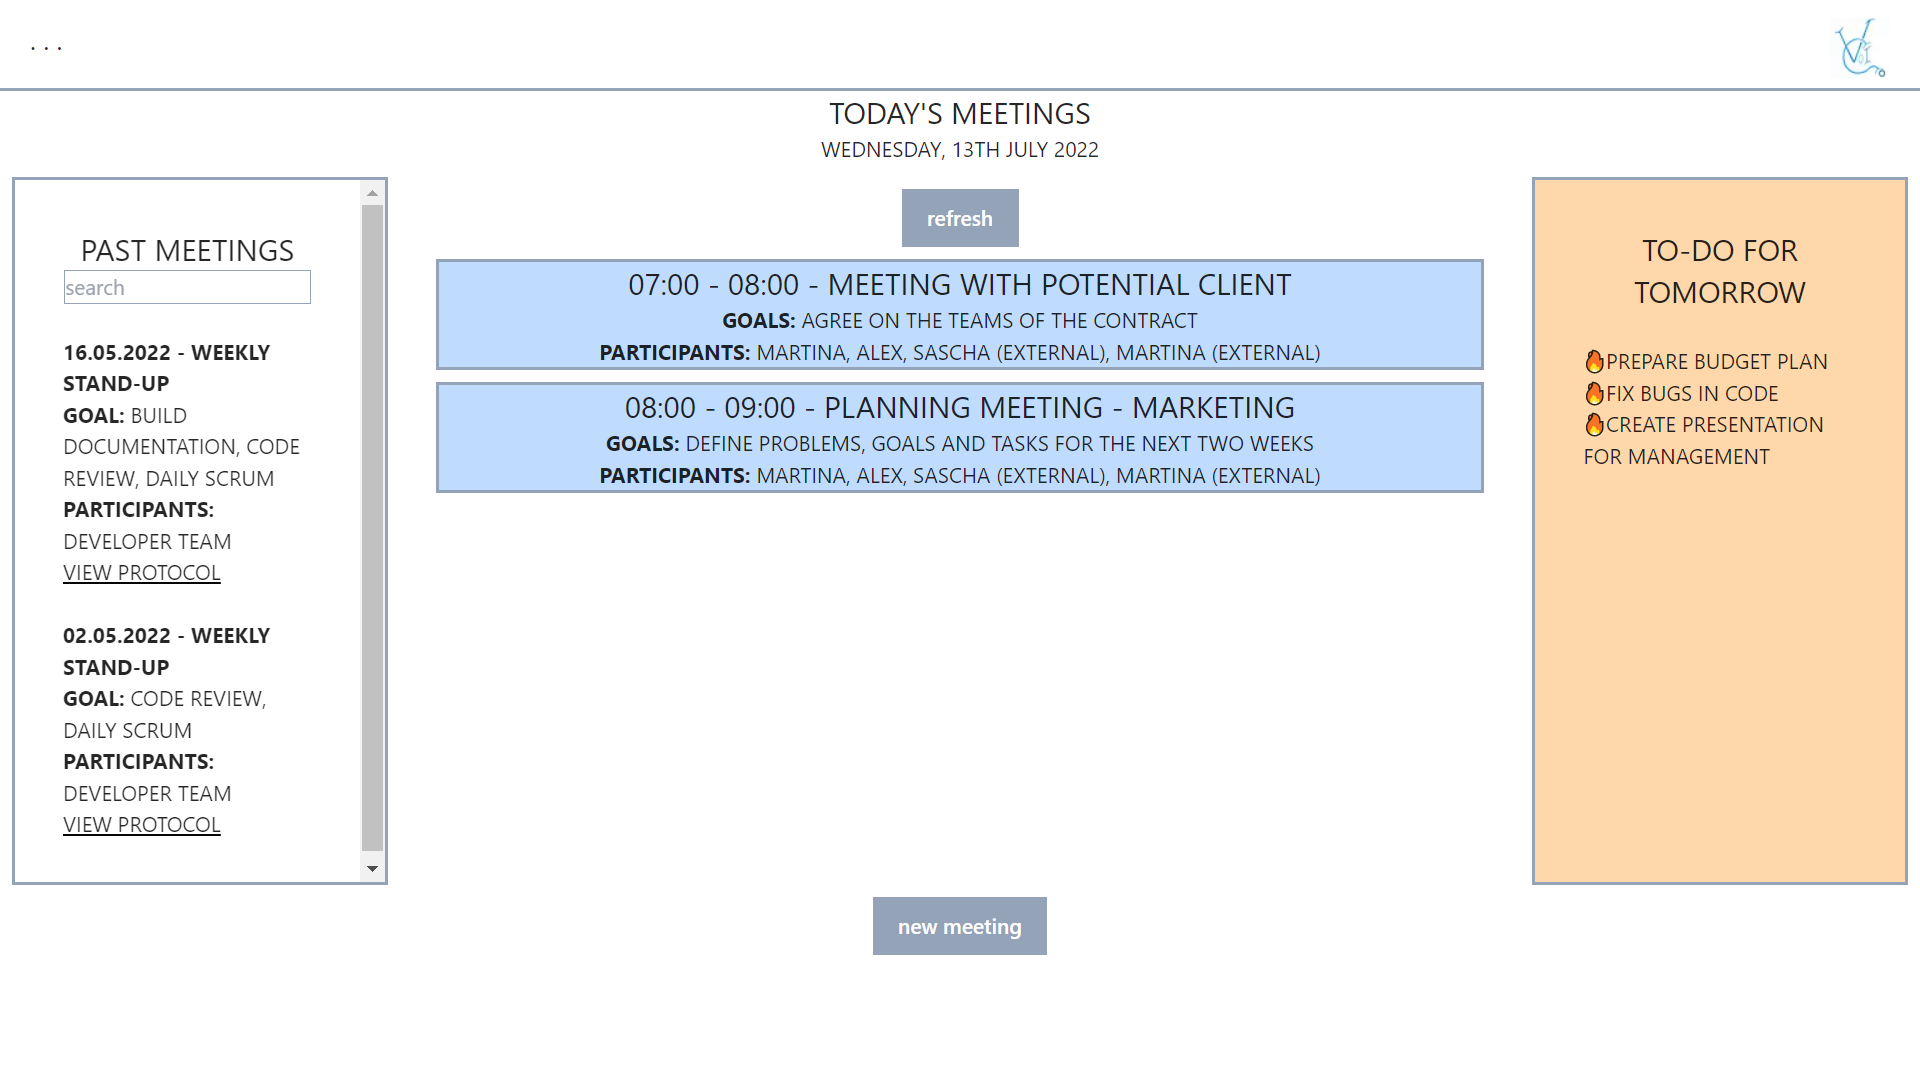 . . .
TODAY'S MEETINGS
WEDNESDAY, 13TH JULY 2022
PAST MEETINGS
search
16.05.2022 - WEEKLY
STAND-UP
GOAL: BUILD
DOCUMENTATION, CODE
REVIEW, DAILY SCRUM
PARTICIPANTS:
DEVELOPER TEAM
VIEW PROTOCOL
02.05.2022 - WEEKLY
STAND-UP
GOAL: CODE REVIEW,
DAILY SCRUM
PARTICIPANTS:
DEVELOPER TEAM
VIEW PROTOCOL
refresh
07:00 - 08:00 - MEETING WITH POTENTIAL CLIENT
GOALS: AGREE ON THE TEAMS OF THE CONTRACT
PARTICIPANTS: MARTINA, ALEX, SASCHA (EXTERNAL), MARTINA (EXTERNAL)
08:00 - 09:00 - PLANNING MEETING - MARKETING
GOALS: DEFINE PROBLEMS, GOALS AND TASKS FOR THE NEXT TWO WEEKS
PARTICIPANTS: MARTINA, ALEX, SASCHA (EXTERNAL), MARTINA (EXTERNAL)
new meeting
TO-DO FOR
TOMORROW
🔥PREPARE BUDGET PLAN
🔥FIX BUGS IN CODE
🔥CREATE PRESENTATION
FOR MANAGEMENT